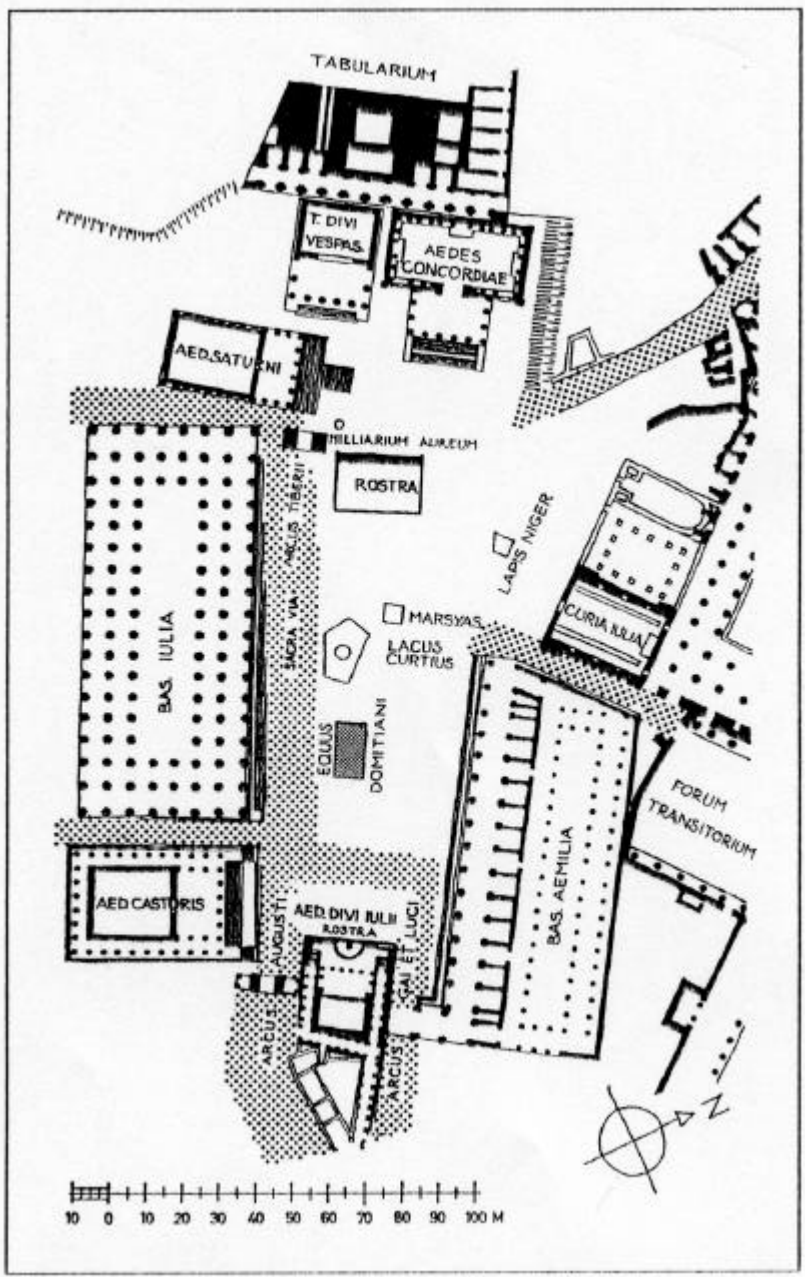 TABULARIUM
T. DIVI
VESPAS.
AEDES
CONCORDIAE
AED. SATURNI
MILLIARIUM AUREUM
ROSTRA
ARCUS TIBERII
LAPIS NIGER
SACRA VIA
BAS. IULIA
MARSYAS
LACUS
CURTIUS
CURIA IULIA
EQUUS
DOMITIANI
FORUM
TRANSITORIUM
BAS. AEMILIA
AED. CASTORIS
AED. DIVI IULII
ROSTRA
ARCUS AUGUSTI
ARCUS GAI ET LUCI
N
10 0 10 20 30 40 50 60 70 80 90 100 M